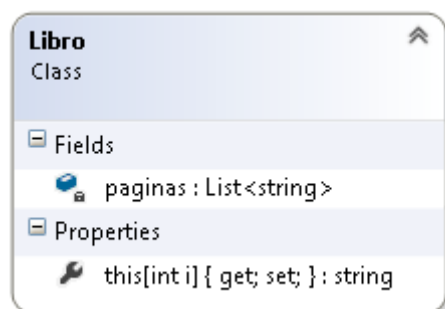 Libro
Class
Fields
paginas : List<string>
Properties
this[int i] { get; set; } : string